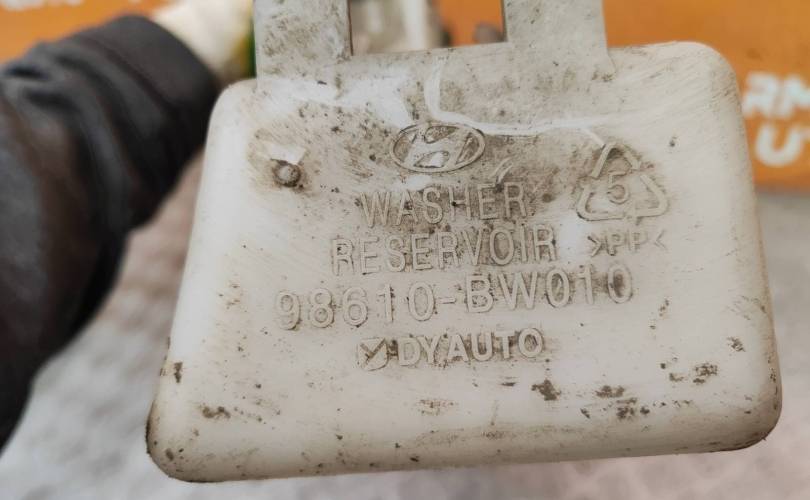 WASHER
RESERVOIR
98610-BW010
DYAUTO
5
>PP<